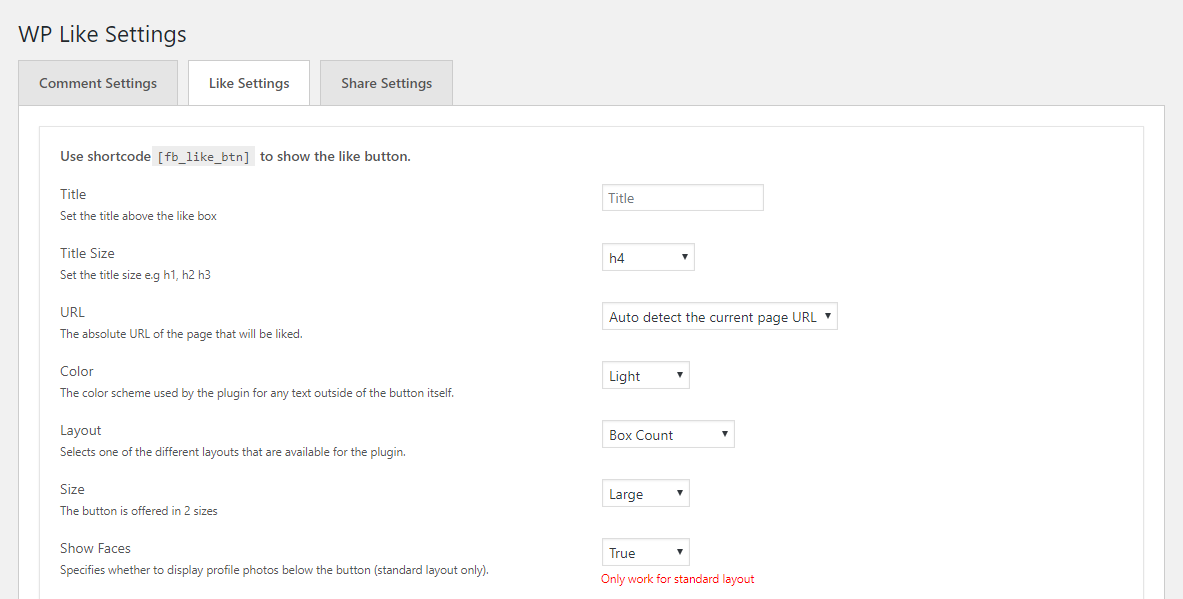 WP Like Settings
Comment Settings Like Settings Share Settings
Use shortcode [fb_like_btn] to show the like button.
Title
Title
Set the title above the like box
Title Size
h4
Set the title size e.g h1, h2 h3
URL
Auto detect the current page URL
The absolute URL of the page that will be liked.
Color
Light
The color scheme used by the plugin for any text outside of the button itself.
Layout
Box Count
Selects one of the different layouts that are available for the plugin.
Size
Large
The button is offered in 2 sizes
Show Faces
True
Specifies whether to display profile photos below the button (standard layout only).
Only work for standard layout